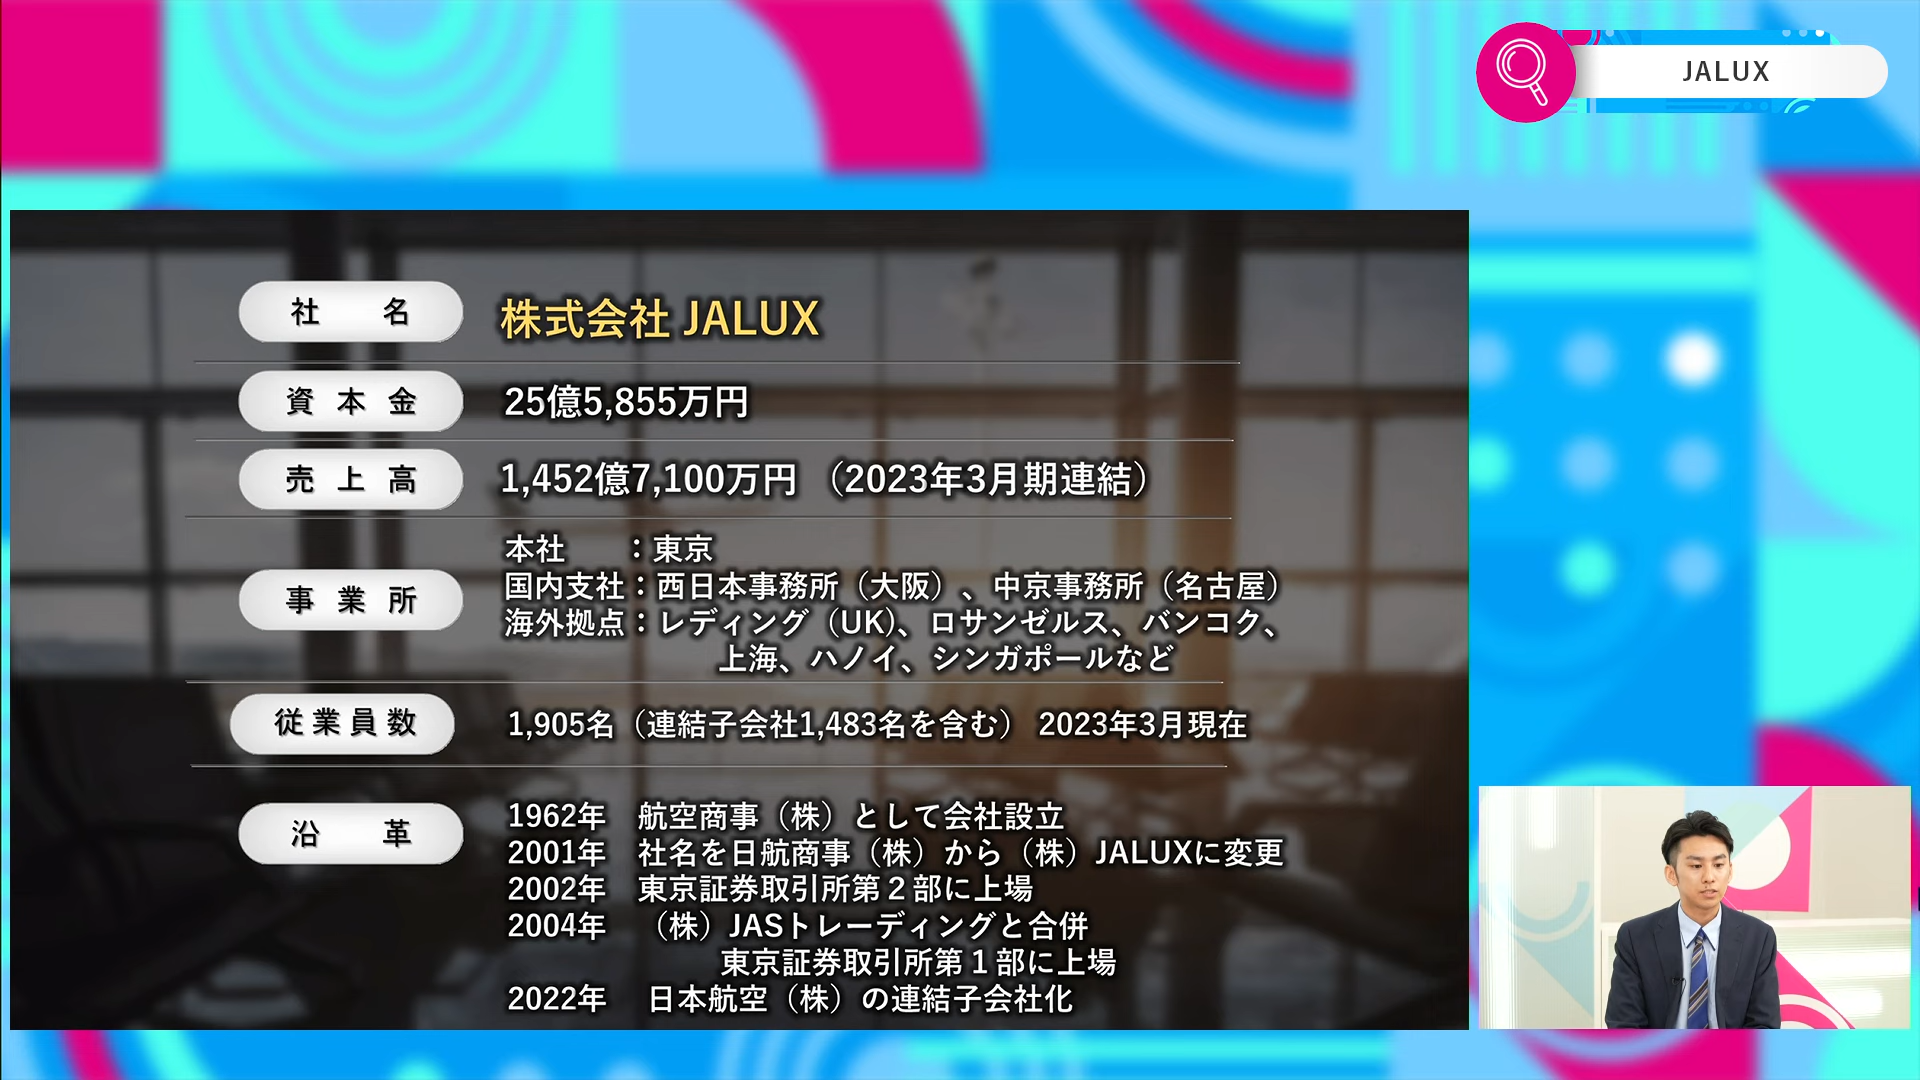 JALUX
社名
株式会社 JALUX
資本金
25億5,855万円
売上高
1,452億7,100万円 （2023年3月期連結）
事業所
本社　　：東京
国内支社：西日本事務所（大阪）、中京事務所（名古屋）
海外拠点：レディング（UK)、ロサンゼルス、バンコク、
上海、ハノイ、シンガポールなど
従業員数
1,905名（連結子会社1,483名を含む） 2023年3月現在
沿革
1962年　航空商事（株）として会社設立
2001年　社名を日航商事（株）から（株）JALUXに変更
2002年　東京証券取引所第２部に上場
2004年　（株）JASトレーディングと合併
東京証券取引所第１部に上場
2022年　日本航空（株）の連結子会社化